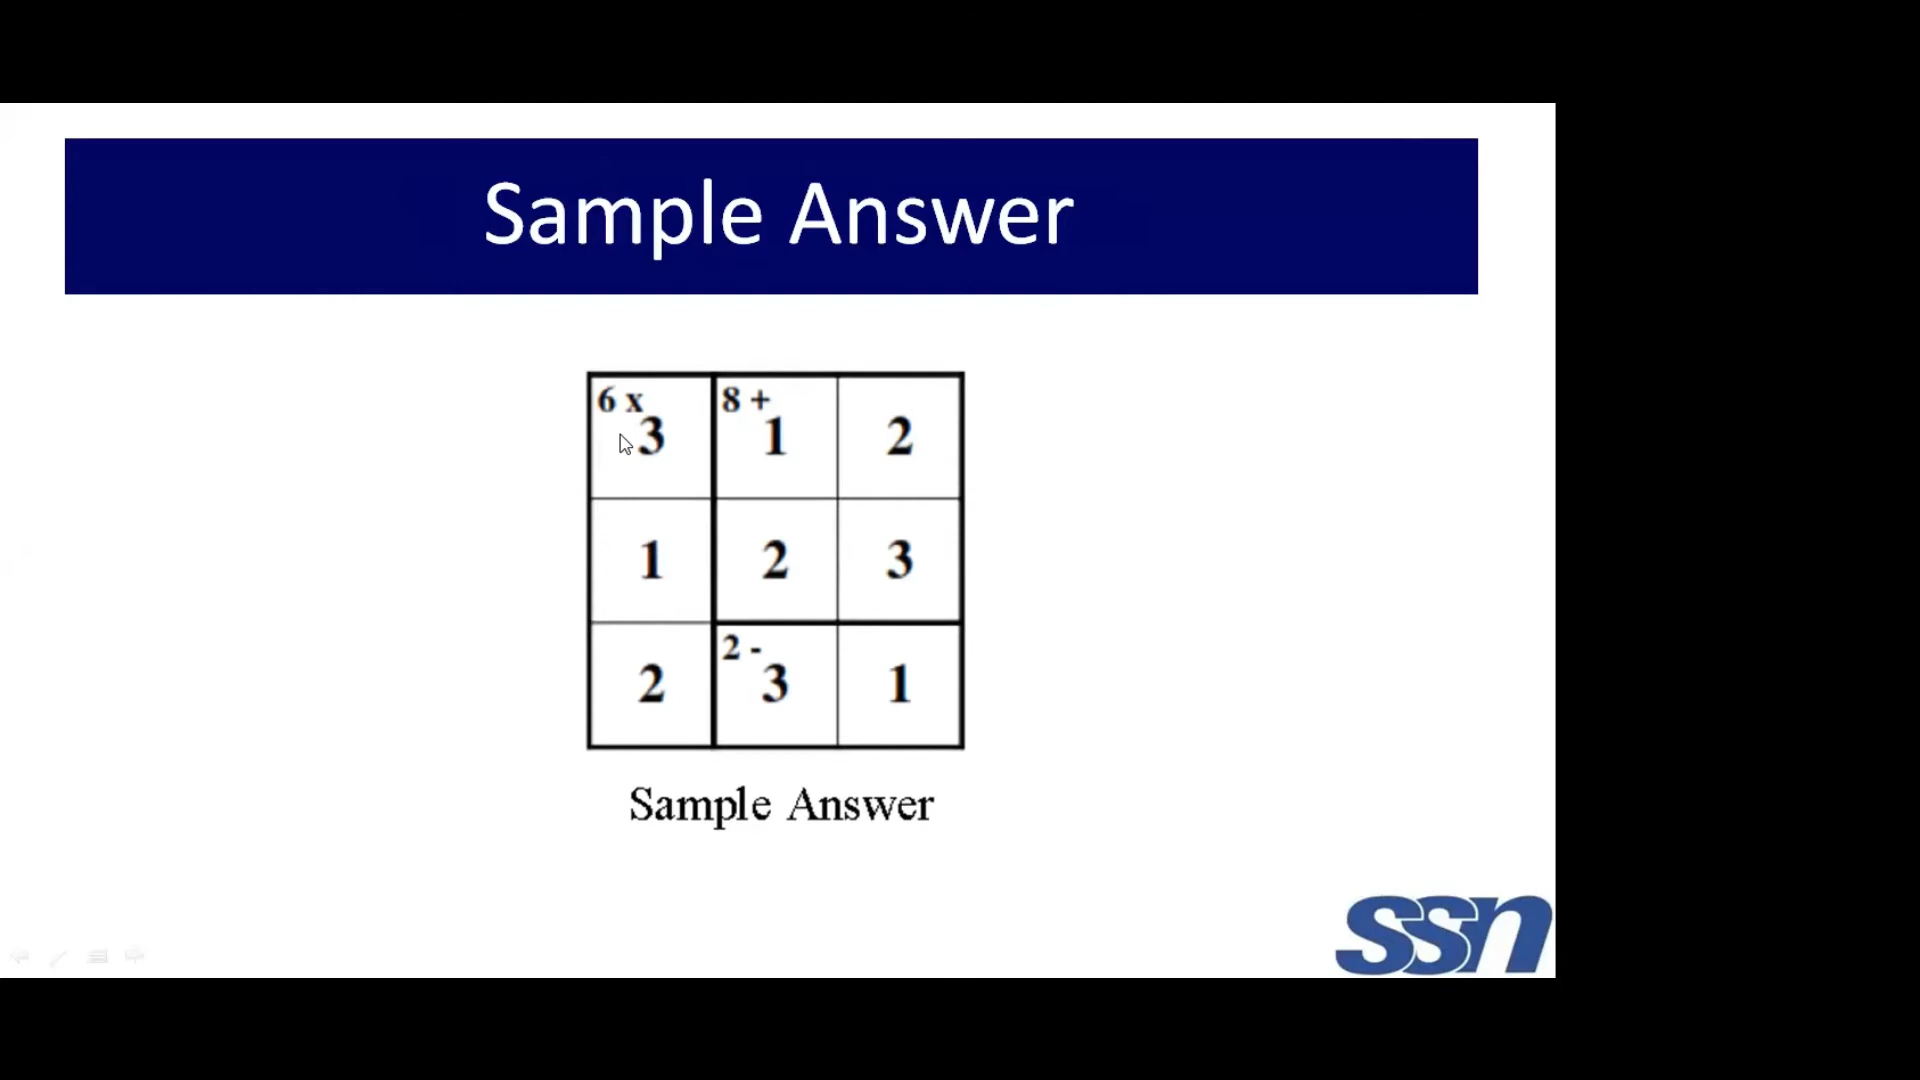 Sample Answer
6 x 8 +
3 1 2
1 2 3
2 -
2 3 1
Sample Answer
ssn